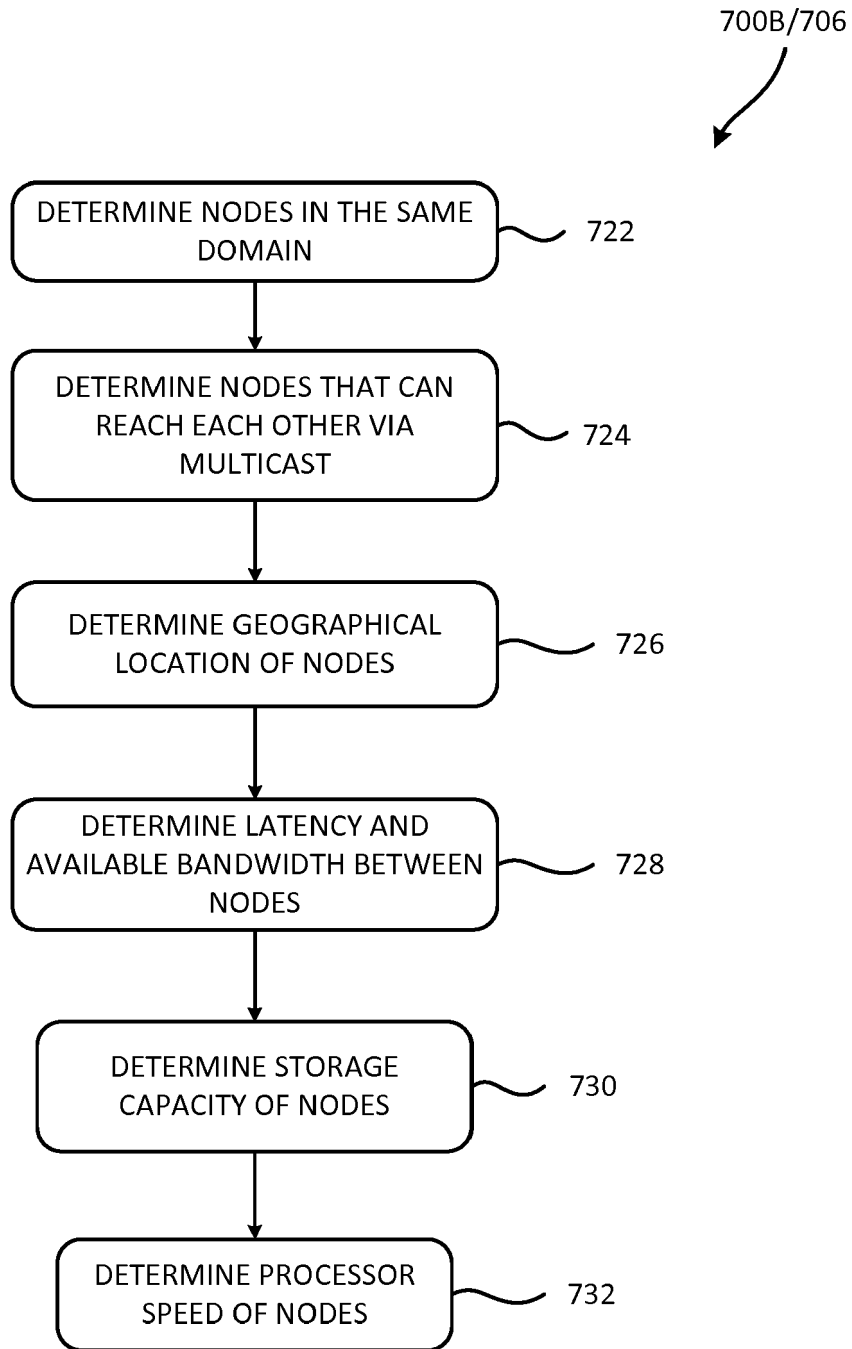 700B/706
DETERMINE NODES IN THE SAME
DOMAIN
722
DETERMINE NODES THAT CAN
REACH EACH OTHER VIA
MULTICAST
724
DETERMINE GEOGRAPHICAL
LOCATION OF NODES
726
DETERMINE LATENCY AND
AVAILABLE BANDWIDTH BETWEEN
NODES
728
DETERMINE STORAGE
CAPACITY OF NODES
730
DETERMINE PROCESSOR
SPEED OF NODES
732